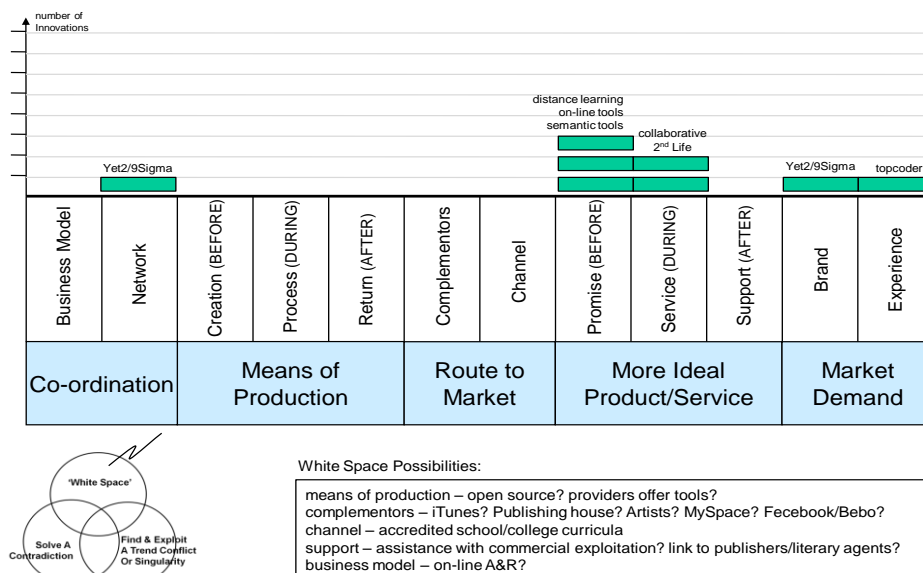 number of
Innovations
distance learning
on-line tools
semantic tools
collaborative
2nd Life
Yet2/9Sigma
Yet2/9Sigma
topcoder
Business Model
Network
Creation (BEFORE)
Process (DURING)
Return (AFTER)
Complementors
Channel
Promise (BEFORE)
Service (DURING)
Support (AFTER)
Brand
Experience
Co-ordination
Means of
Production
Route to
Market
More Ideal
Product/Service
Market
Demand
'White Space'
Solve A
Contradiction
Find & Exploit
A Trend Conflict
Or Singularity
White Space Possibilities:
means of production – open source? providers offer tools?
complementors – iTunes? Publishing house? Artists? MySpace? Fecebook/Bebo?
channel – accredited school/college curricula
support – assistance with commercial exploitation? link to publishers/literary agents?
business model – on-line A&R?